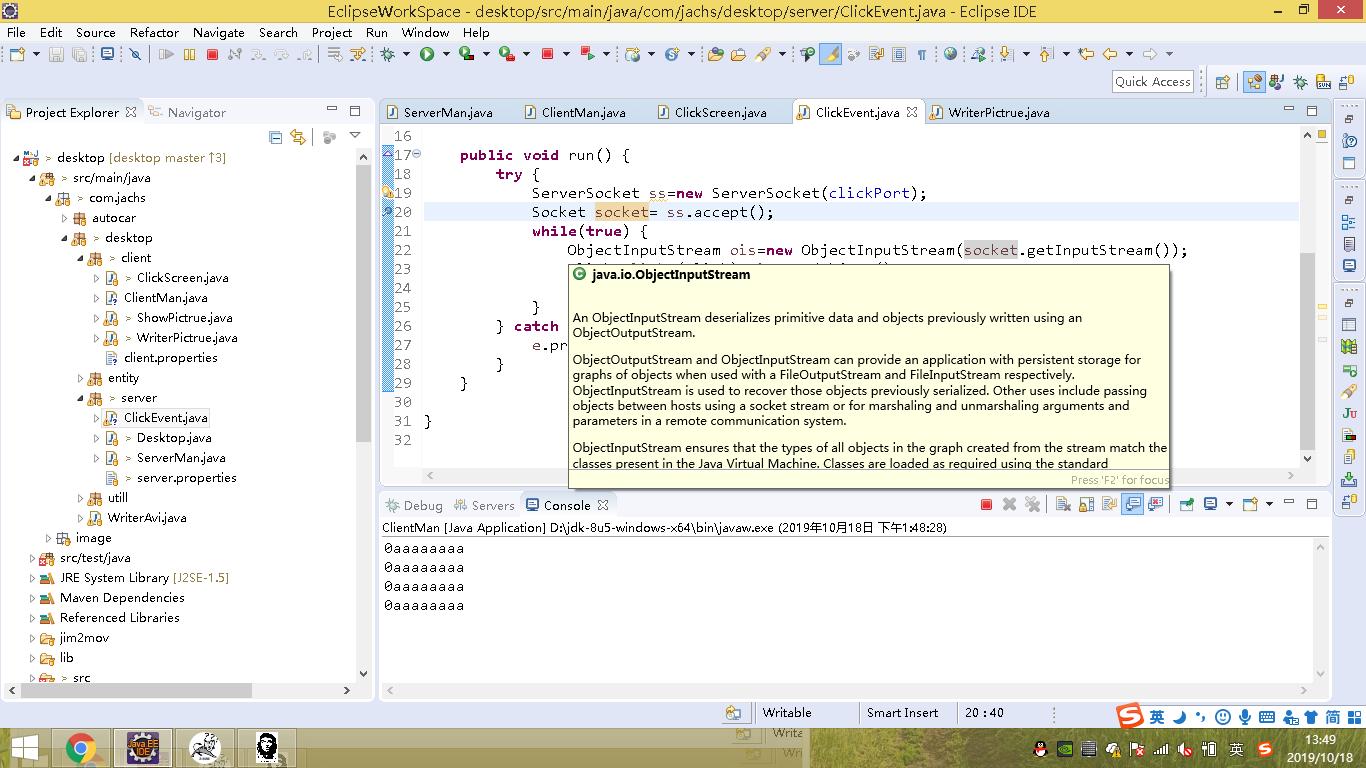 EclipseWorkSpace - desktop/src/main/java/com/jachs/desktop/server/ClickEvent.java - Eclipse IDE
File Edit Source Refactor Navigate Search Project Run Window Help
Quick Access
Project Explorer Navigator
> desktop [desktop master ↑3]
> src/main/java
> com.jachs
autocar
> desktop
> client
> ClickScreen.java
ClientMan.java
> ShowPictrue.java
> WriterPictrue.java
client.properties
entity
> server
ClickEvent.java
> Desktop.java
> ServerMan.java
> server.properties
utill
WriterAvi.java
image
src/test/java
JRE System Library [J2SE-1.5]
Maven Dependencies
Referenced Libraries
jim2mov
lib
> src
ServerMan.java ClientMan.java ClickScreen.java ClickEvent.java WriterPictrue.java
16
17 public void run() {
18 try {
19 ServerSocket ss=new ServerSocket(clickPort);
20 Socket socket= ss.accept();
21 while(true) {
22 ObjectInputStream ois=new ObjectInputStream(socket.getInputStream());
23
24
25 }
26 } catch
27 e.pr
28 }
29 }
30
31 }
32
java.io.ObjectInputStream
An ObjectInputStream deserializes primitive data and objects previously written using an
ObjectOutputStream.
ObjectOutputStream and ObjectInputStream can provide an application with persistent storage for
graphs of objects when used with a FileOutputStream and FileInputStream respectively.
ObjectInputStream is used to recover those objects previously serialized. Other uses include passing
objects between hosts using a socket stream or for marshaling and unmarshaling arguments and
parameters in a remote communication system.
ObjectInputStream ensures that the types of all objects in the graph created from the stream match the
classes present in the Java Virtual Machine. Classes are loaded as required using the standard
Press 'F2' for focus
Debug Servers Console
ClientMan [Java Application] D:\jdk-8u5-windows-x64\bin\javaw.exe (2019年10月18日 下午1:48:28)
0aaaaaaaa
0aaaaaaaa
0aaaaaaaa
0aaaaaaaa
Writable Smart Insert 20 : 40
英 简
Java EE
IDE
英
13:49
2019/10/18